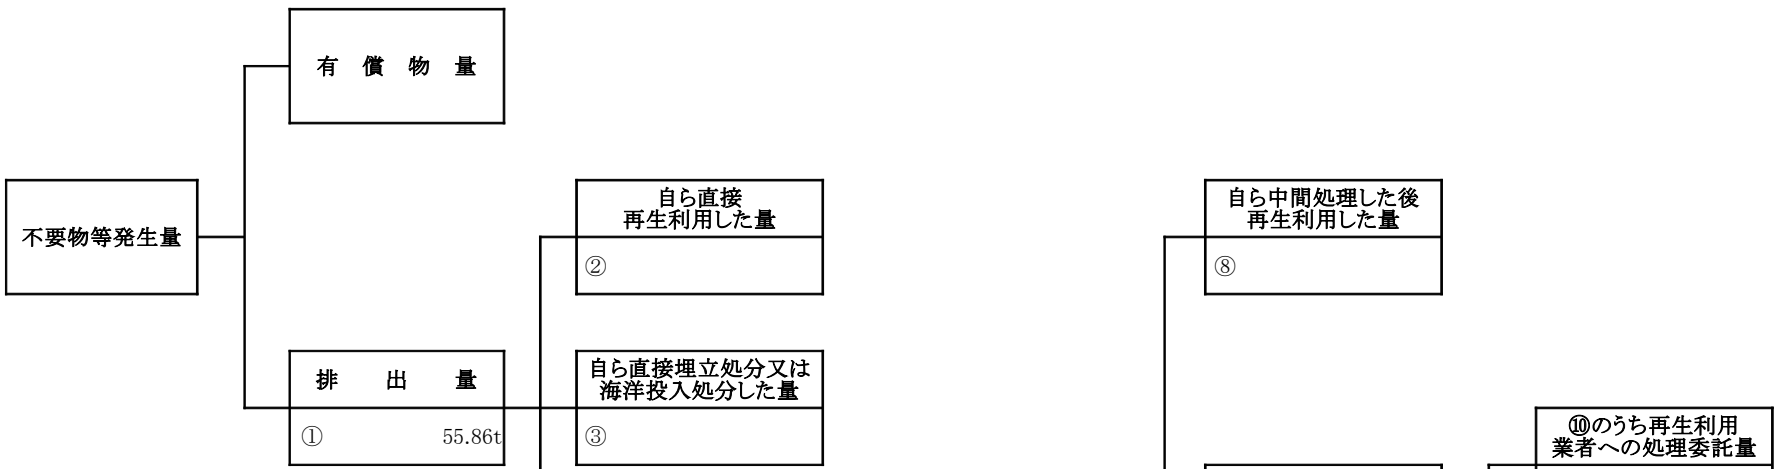 有 償 物 量
不要物等発生量
自ら直接
再生利用した量
②
自ら中間処理した後
再生利用した量
⑧
排 出 量
① 55.86t
自ら直接埋立処分又は
海洋投入処分した量
③
⑩のうち再生利用
業者への処理委託量